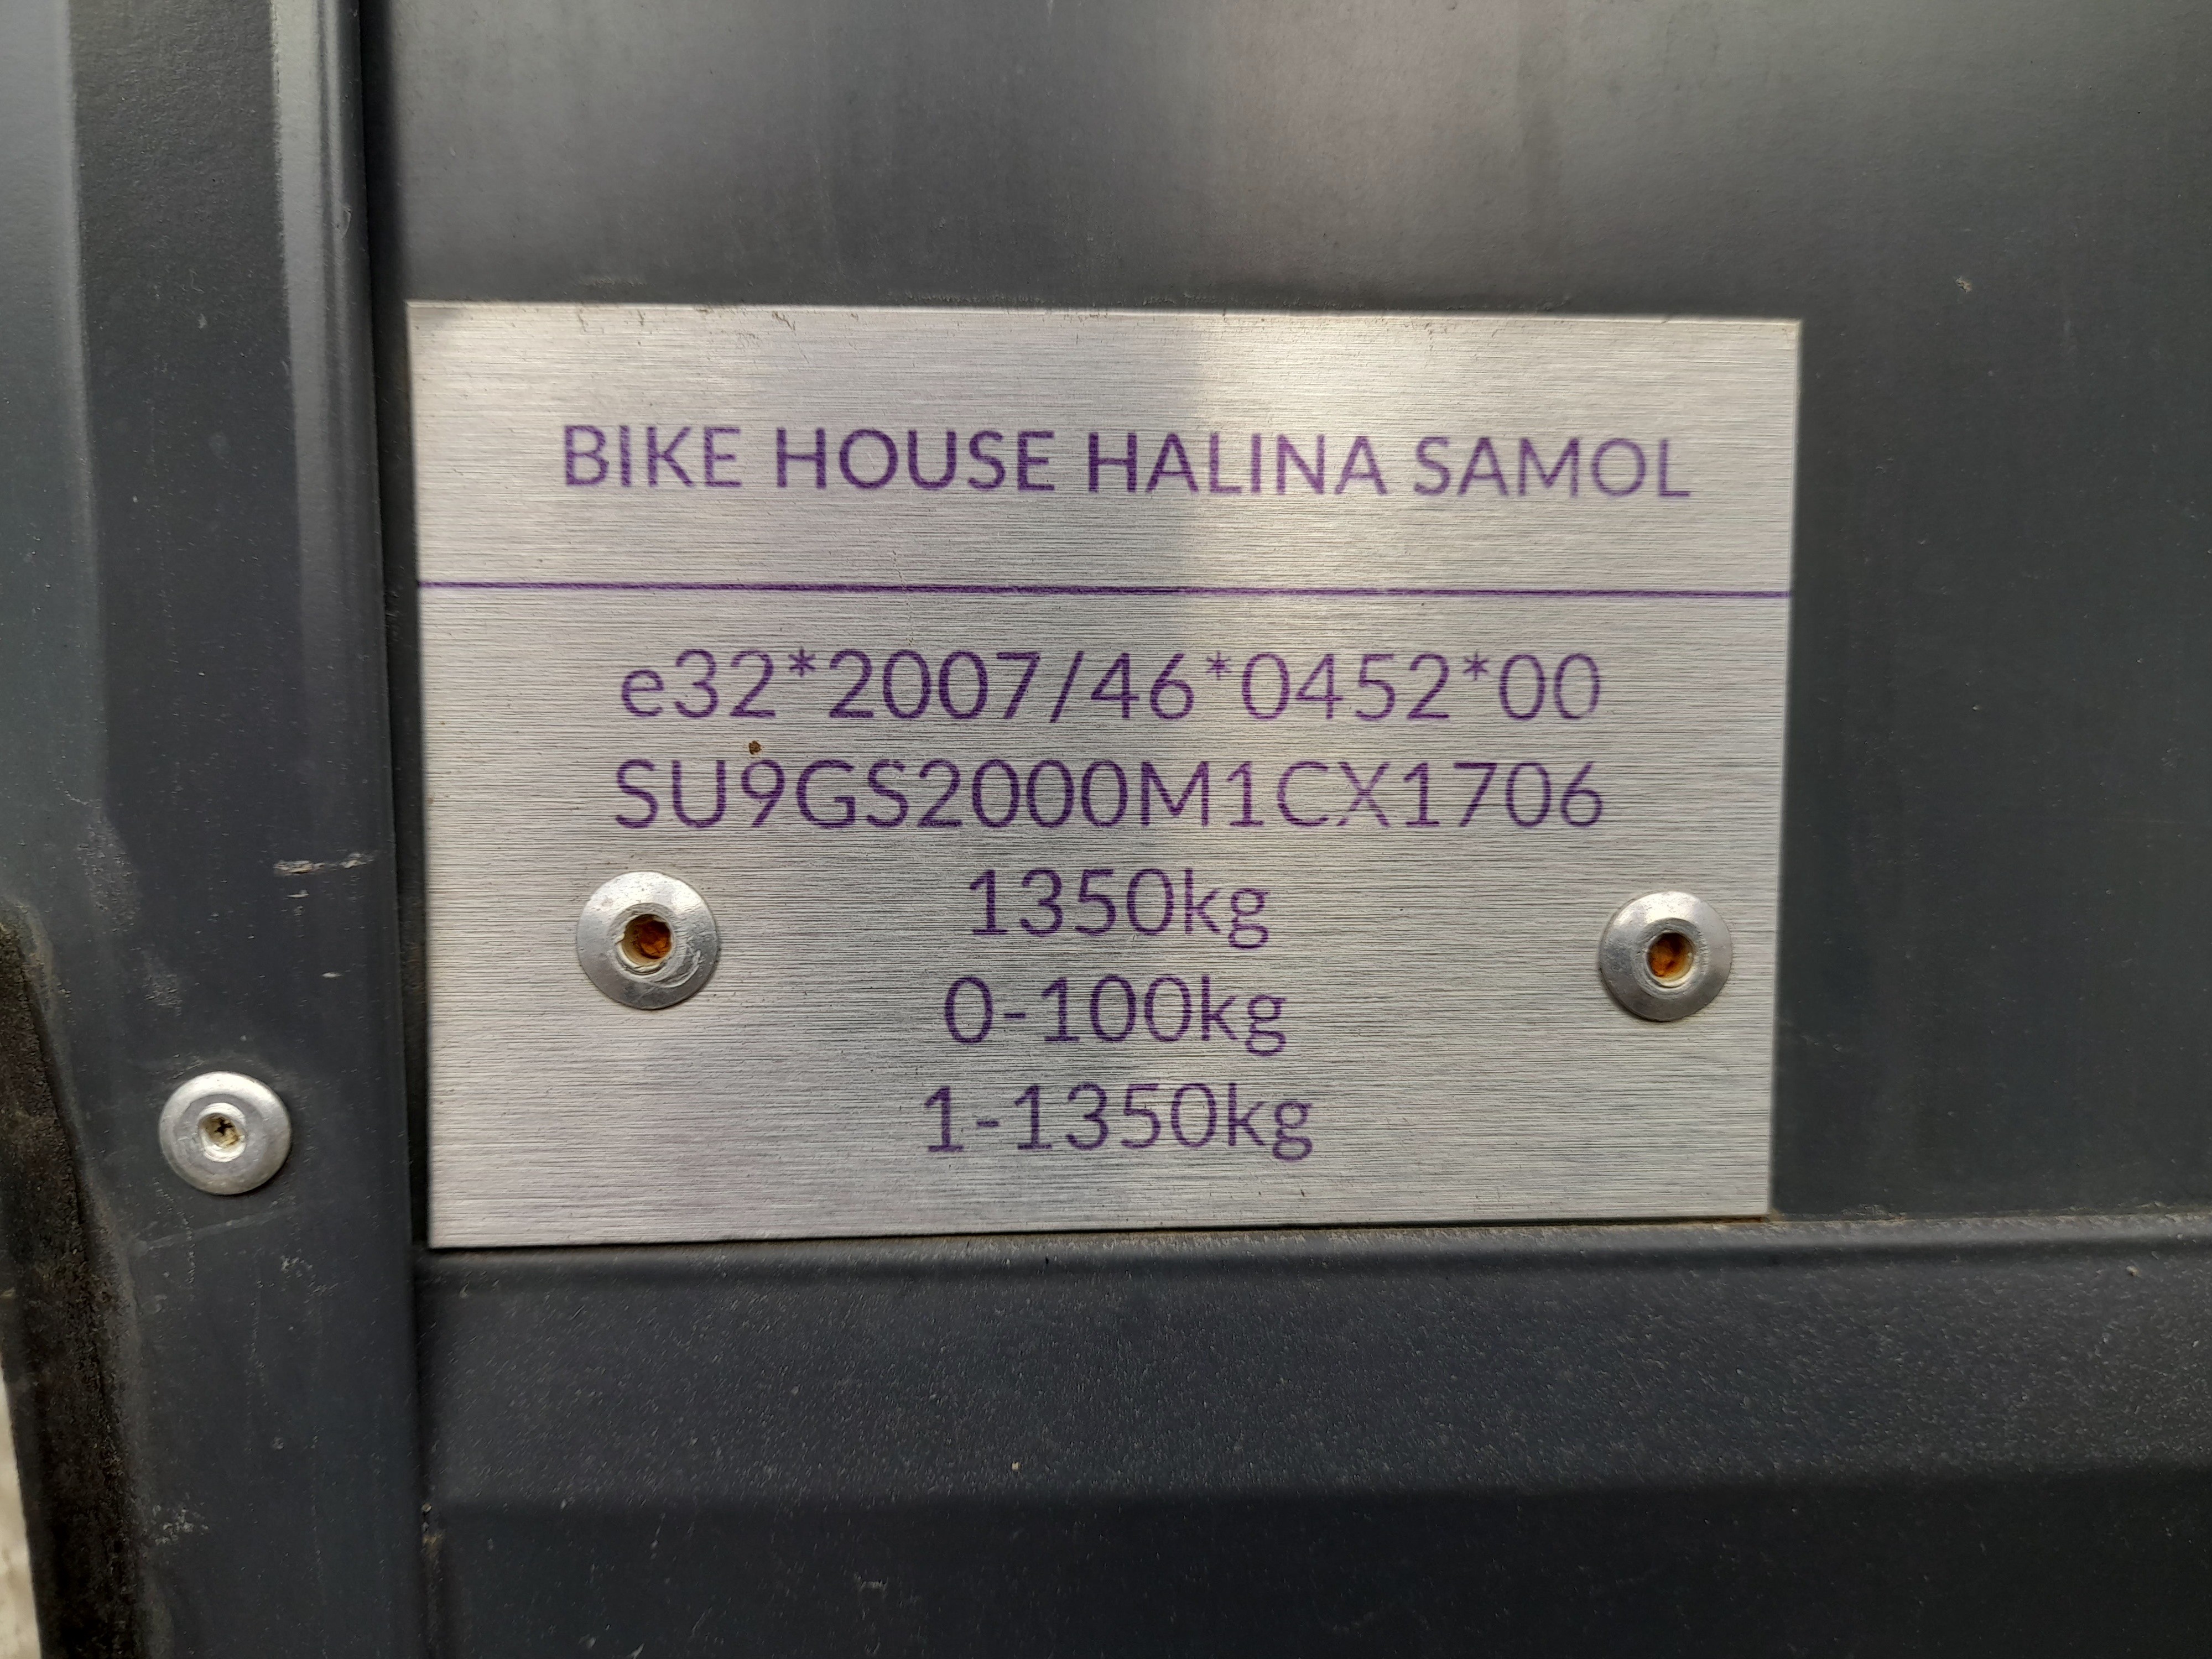 BIKE HOUSE HALINA SAMOL
e32*2007/46*0452*00
SU9GS2000M1CX1706
1350kg
0-100kg
1-1350kg